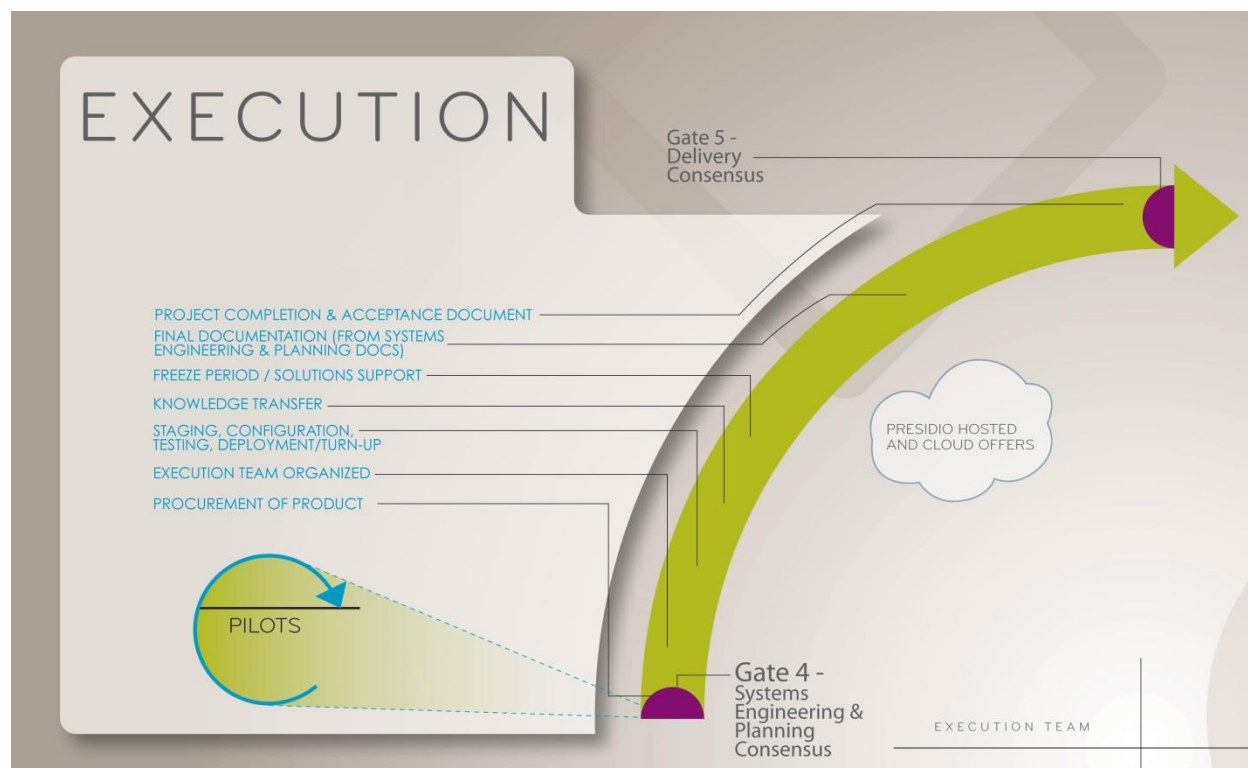 EXECUTION
Gate 5 -
Delivery
Consensus
PROJECT COMPLETION & ACCEPTANCE DOCUMENT
FINAL DOCUMENTATION (FROM SYSTEMS
ENGINEERING & PLANNING DOCS)
FREEZE PERIOD / SOLUTIONS SUPPORT
KNOWLEDGE TRANSFER
STAGING, CONFIGURATION,
TESTING, DEPLOYMENT/TURN-UP
EXECUTION TEAM ORGANIZED
PROCUREMENT OF PRODUCT
PRESIDIO HOSTED
AND CLOUD OFFERS
PILOTS
Gate 4 -
Systems
Engineering &
Planning
Consensus
EXECUTION TEAM